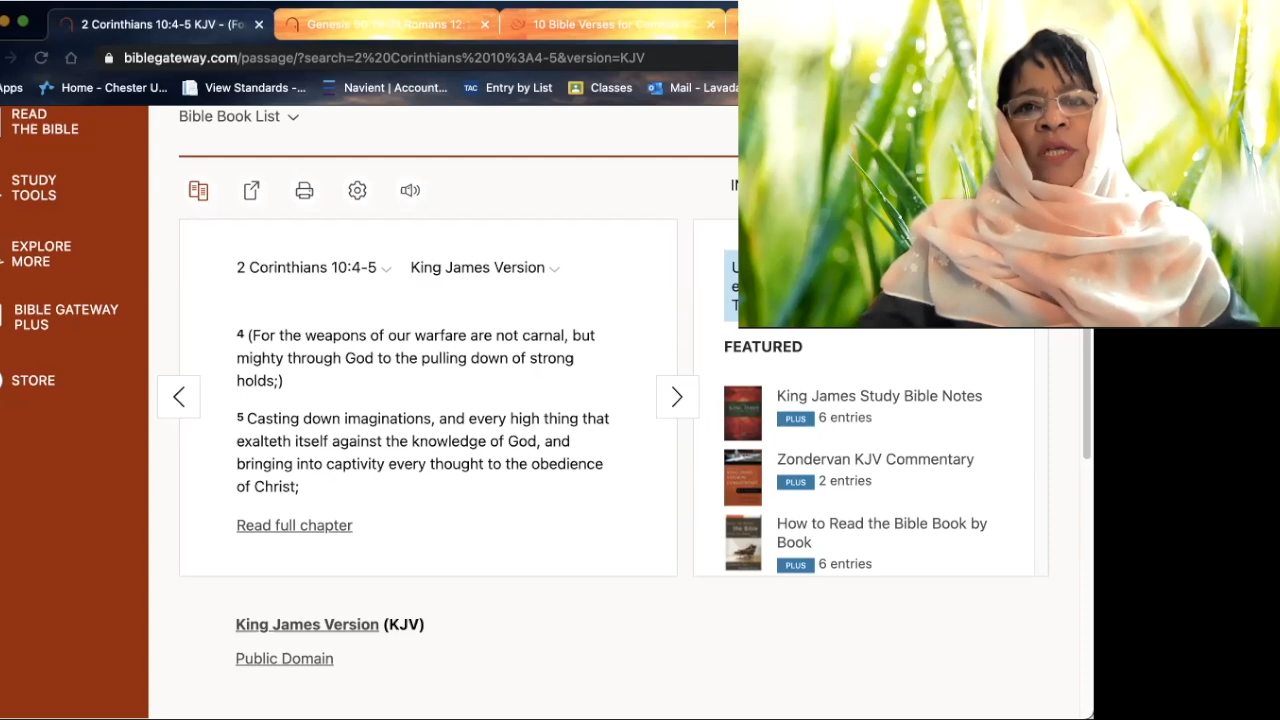 2 Corinthians 10:4-5 KJV - (Fo
Genesis 50 Romans 12:
10 Bible Verses for
biblegateway.com/passage/?search=2%20Corinthians%2010%3A4-5&version=KJV
pps
Home - Chester U...
View Standards -...
Navient | Account...
TAC Entry by List
Classes
Mail - Lavada
READ
THE BIBLE
STUDY
TOOLS
EXPLORE
MORE
BIBLE GATEWAY
PLUS
STORE
Bible Book List
2 Corinthians 10:4-5
King James Version
4 (For the weapons of our warfare are not carnal, but
mighty through God to the pulling down of strong
holds;)
5 Casting down imaginations, and every high thing that
exalteth itself against the knowledge of God, and
bringing into captivity every thought to the obedience
of Christ;
Read full chapter
King James Version (KJV)
Public Domain
FEATURED
King James Study Bible Notes
PLUS 6 entries
Zondervan KJV Commentary
PLUS 2 entries
How to Read the Bible Book by
Book
PLUS 6 entries